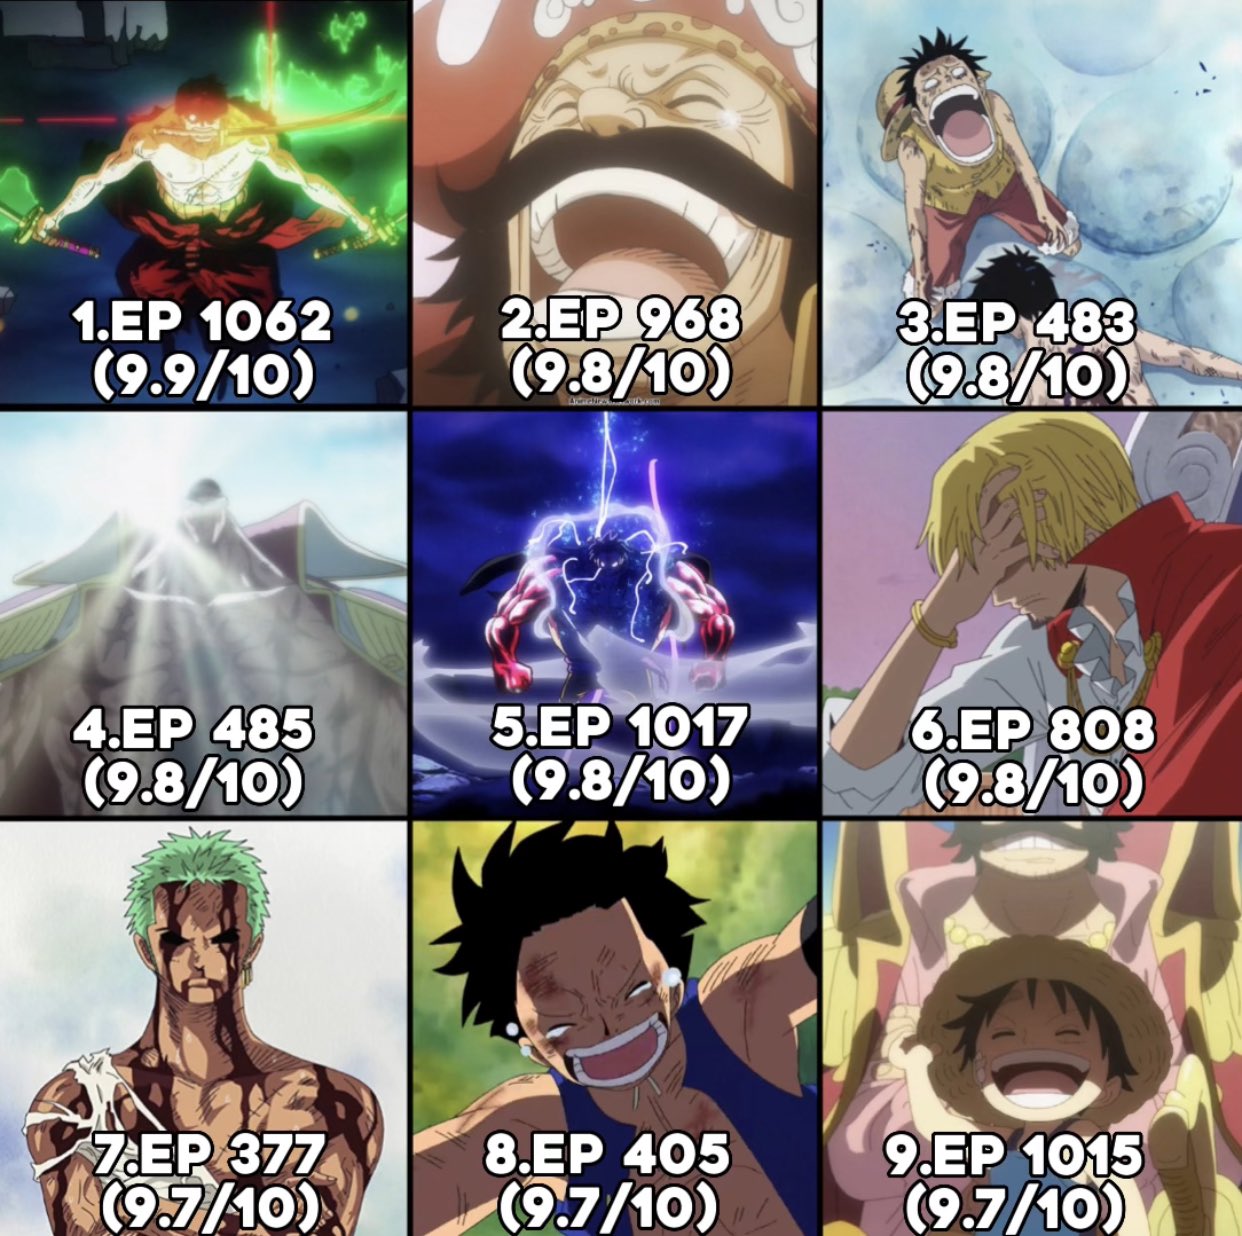 1.EP 1062
(9.9/10)
2.EP 968
(9.8/10)
3.EP 483
(9.8/10)
4.EP 485
(9.8/10)
5.EP 1017
(9.8/10)
6.EP 808
(9.8/10)
7.EP 377
(9.7/10)
8.EP 405
(9.7/10)
9.EP 1015
(9.7/10)